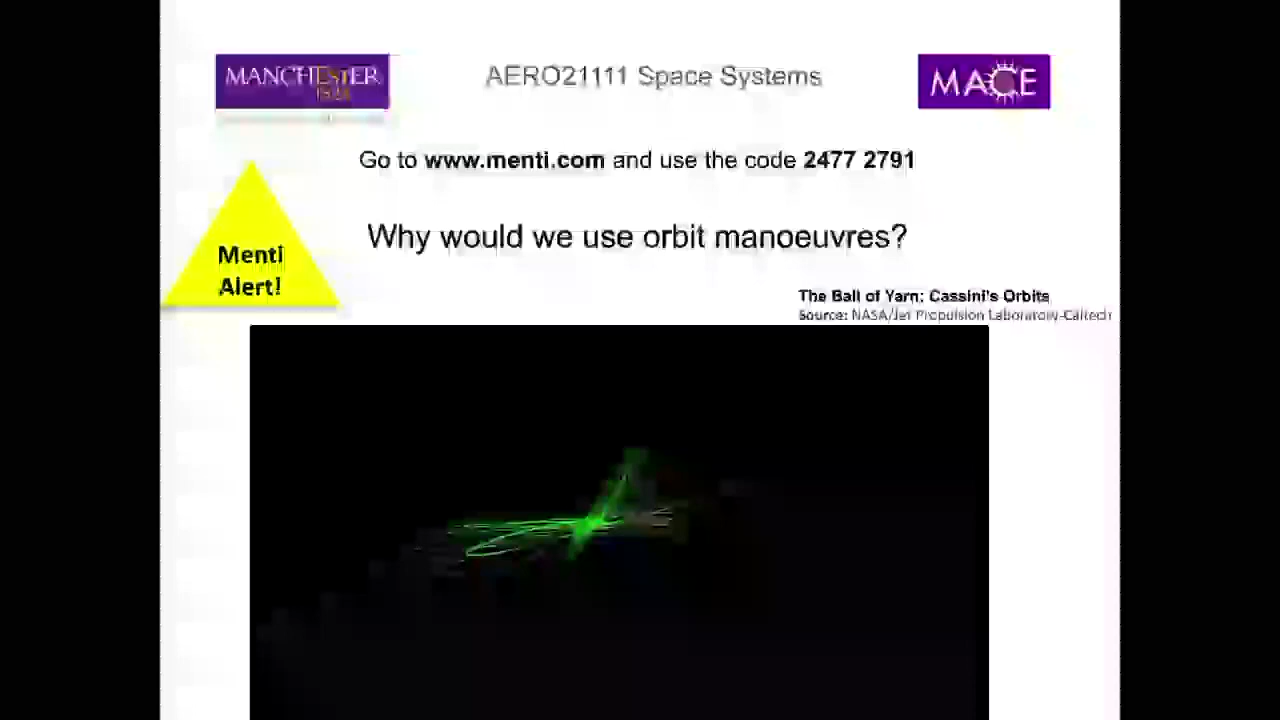 MANCHESTER
1824
AERO21111 Space Systems
MACE
Go to www.menti.com and use the code 2477 2791
Why would we use orbit manoeuvres?
Menti
Alert!
The Ball of Yarn: Cassini's Orbits
Source: NASA/Jet Propulsion Laboratory-Caltech